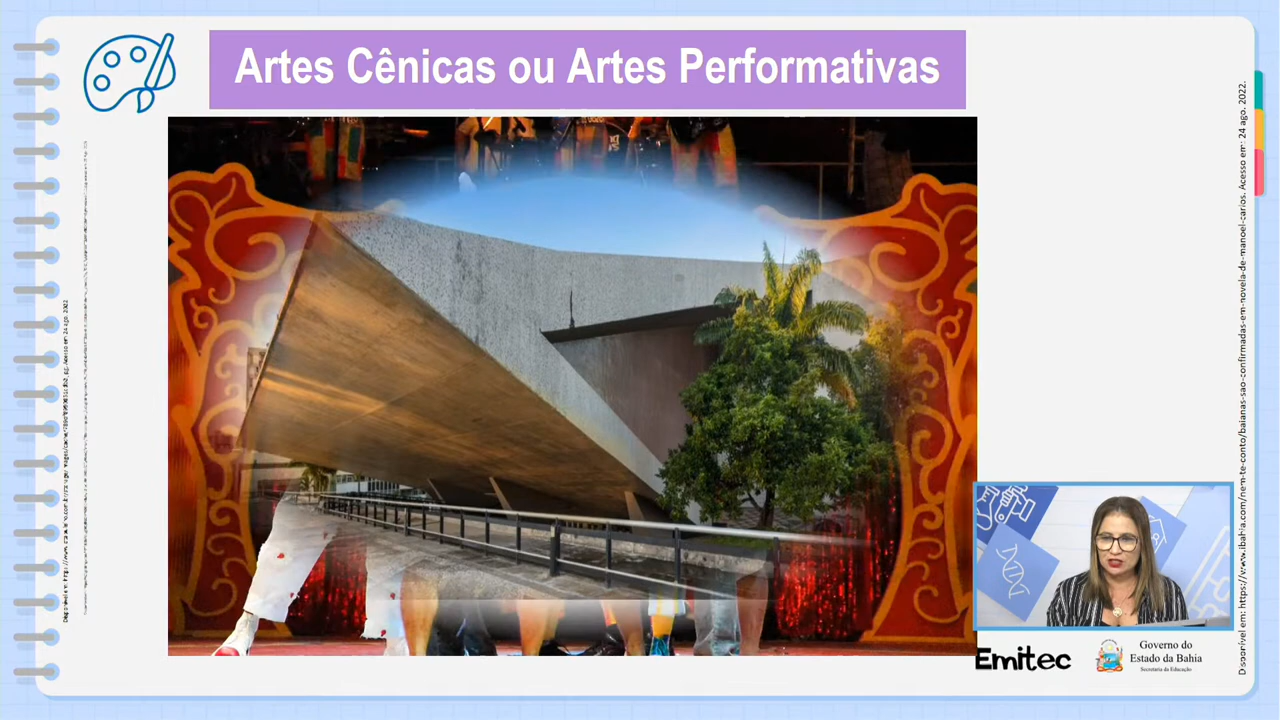 Artes Cênicas ou Artes Performativas
Disponível em: https://www.ibahia.com/nem-te-conto/baianas-sao-confirmadas-em-novela-de-manoel-carlos. Acesso em: 24 ago. 2022.
Emitec
Governo do
Estado da Bahia
Secretaria da Educação